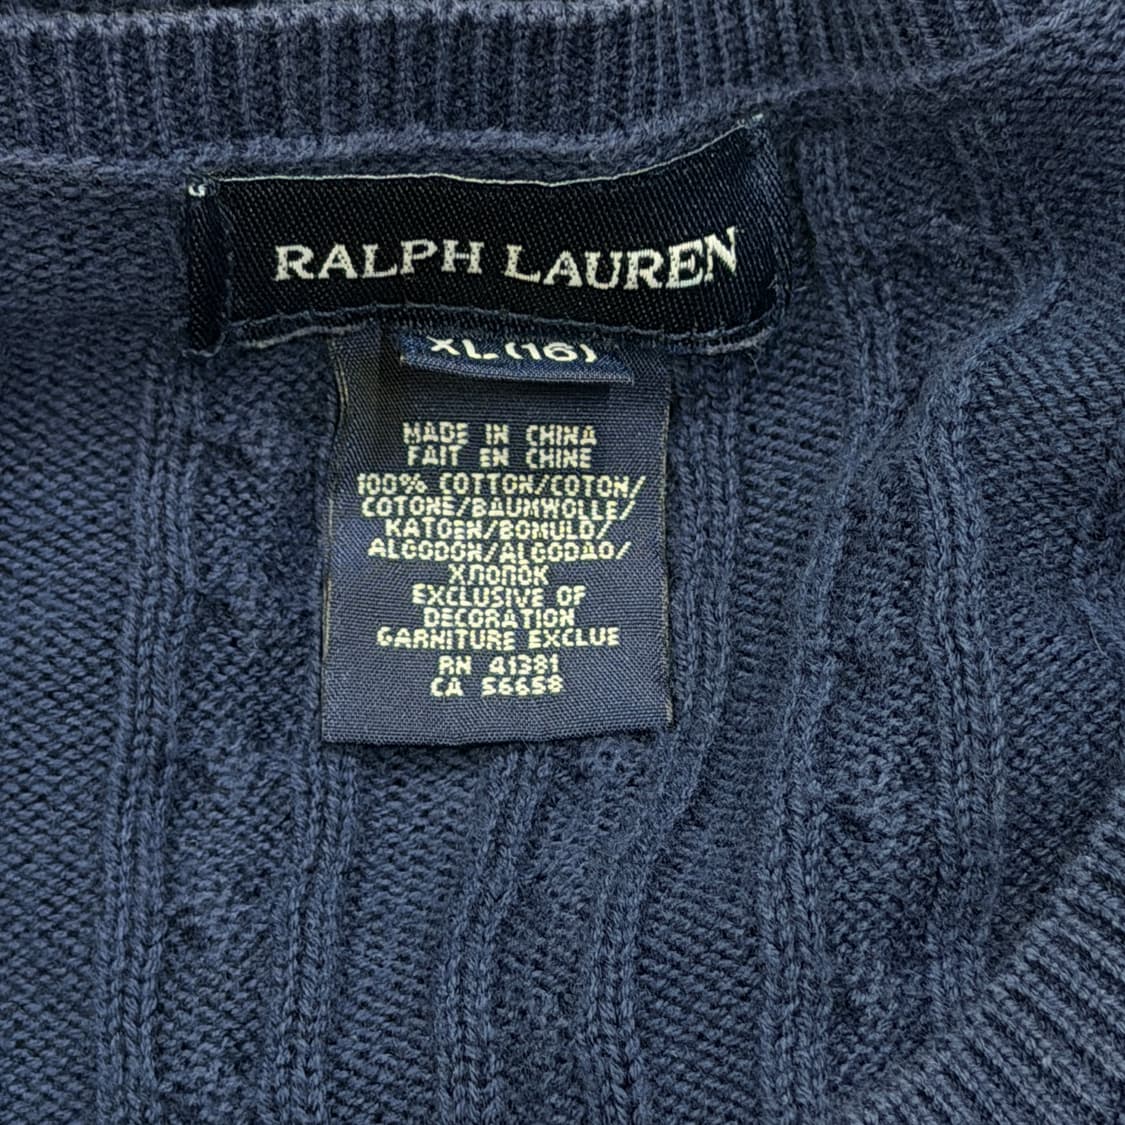 RALPH LAUREN
XL (16)
MADE IN CHINA
FAIT EN CHINE
100% COTTON/COTON/
COTONE/BAUMWOLLE/
KATOEN/BOMULD/
ALGODON/ALGODAO/
ХЛОПОК
EXCLUSIVE OF
DECORATION
GARNITURE EXCLUE
RN 41381
CA 56658